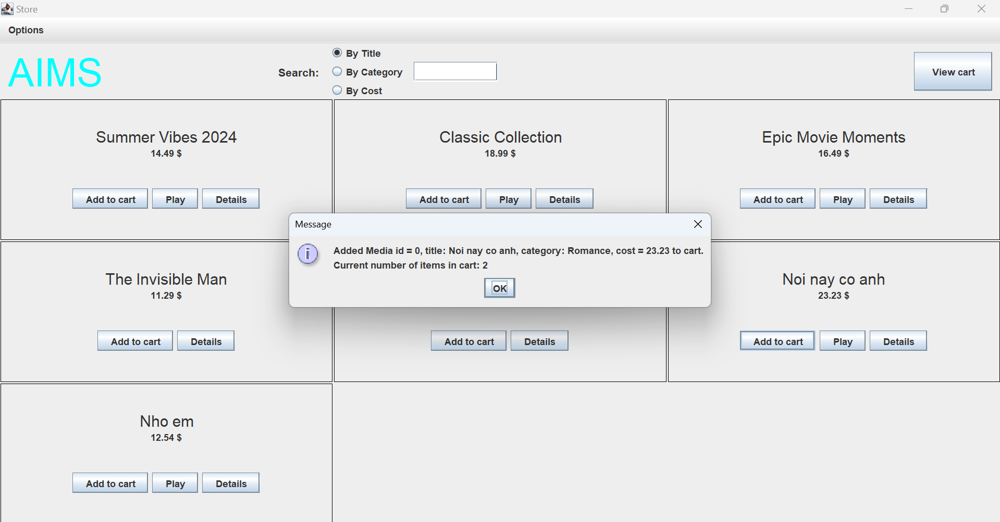 Store
Options
AIMS
Search:
By Title
By Category
By Cost
View cart
Summer Vibes 2024
14.49 $
Add to cart Play Details
Classic Collection
18.99 $
Add to cart Play Details
Epic Movie Moments
16.49 $
Add to cart Play Details
Message
Added Media id = 0, title: Noi nay co anh, category: Romance, cost = 23.23 to cart.
Current number of items in cart: 2
OK
The Invisible Man
11.29 $
Add to cart Details
Add to cart Details
Noi nay co anh
23.23 $
Add to cart Play Details
Nho em
12.54 $
Add to cart Play Details